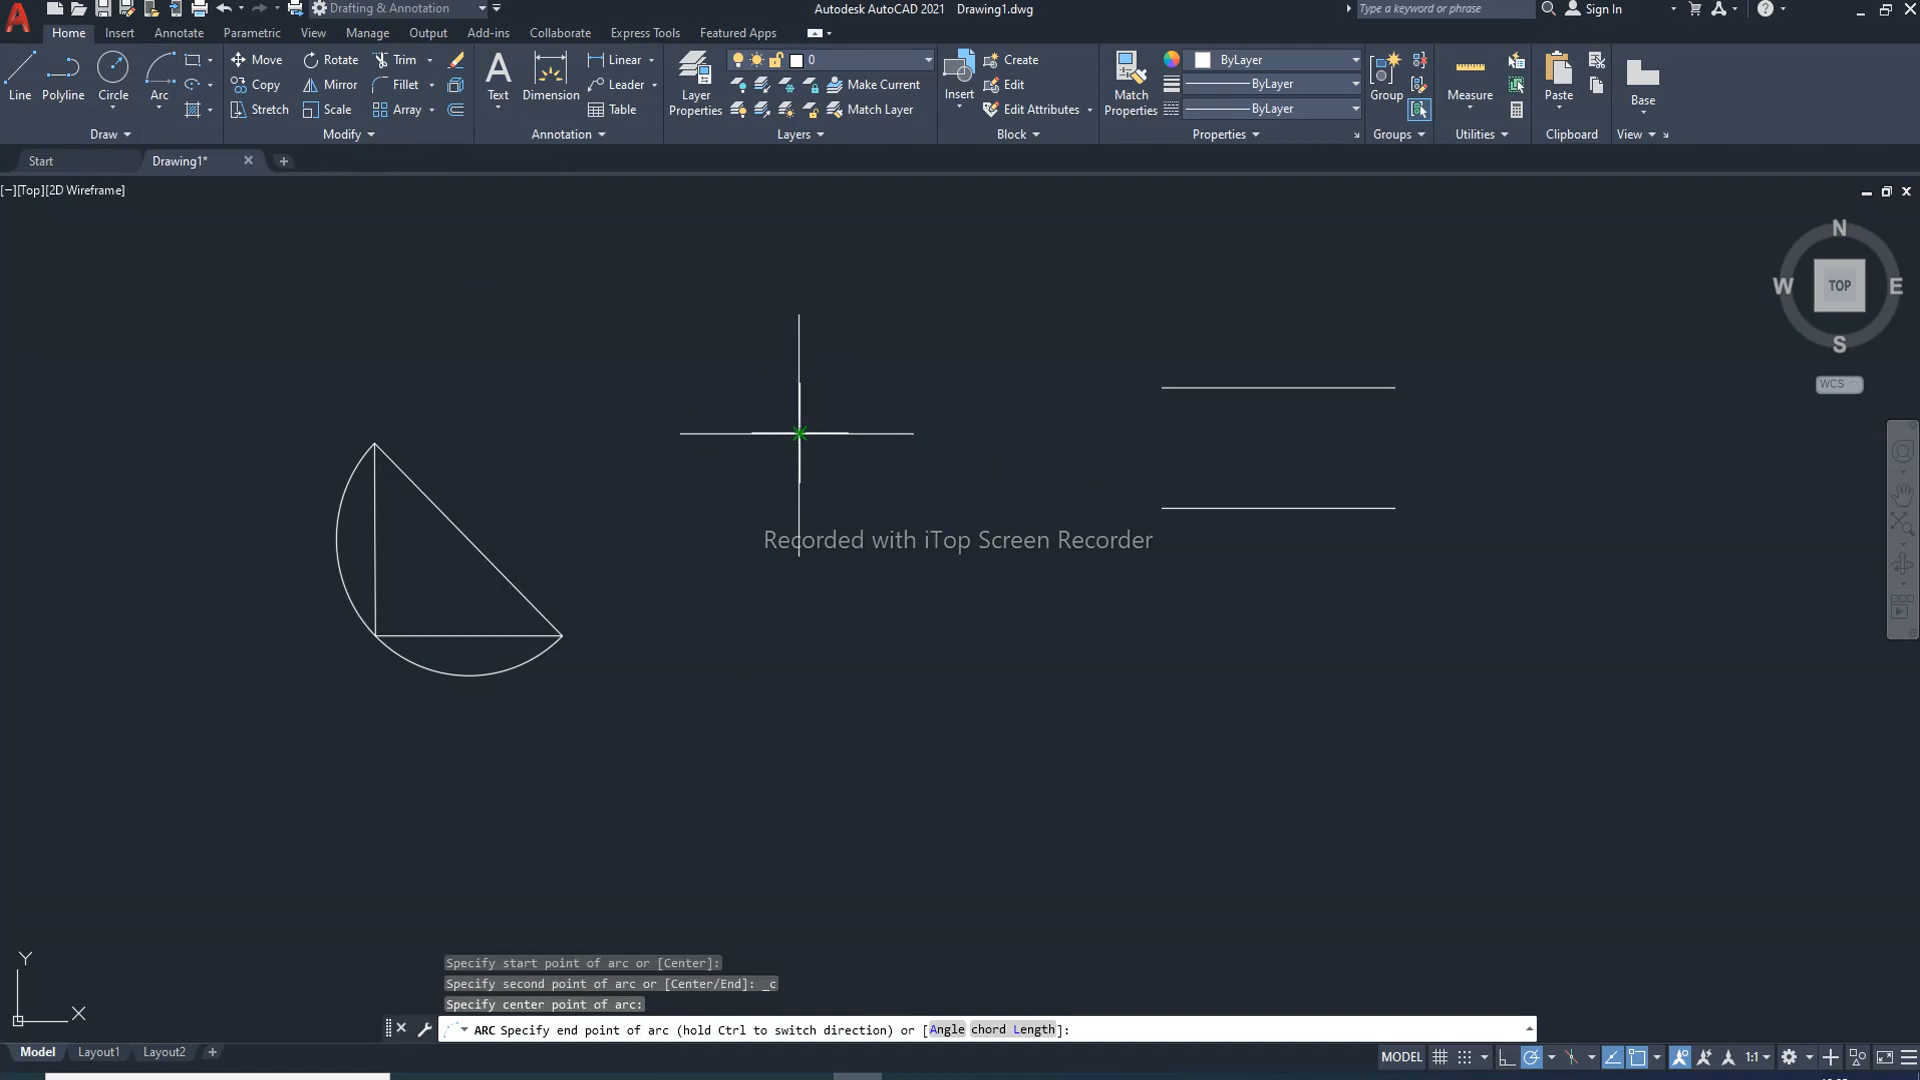 Drafting & Annotation
Autodesk AutoCAD 2021 Drawing1.dwg
Type a keyword or phrase
Sign In
Home Insert Annotate Parametric View Manage Output Add-ins Collaborate Express Tools Featured Apps
Line Polyline Circle Arc
Move Rotate Trim
Copy Mirror Fillet
Stretch Scale Array
Text Dimension
Linear
Leader
Table
Layer Properties
0
Make Current
Match Layer
Insert
Create
Edit
Edit Attributes
Match Properties
ByLayer
ByLayer
ByLayer
Group
Measure
Paste
Base
Draw Modify Annotation Layers Block Properties Groups Utilities Clipboard View
Start Drawing1*
[−][Top][2D Wireframe]
N
W TOP E
S
WCS
Recorded with iTop Screen Recorder
Y
X
Specify start point of arc or [Center]:
Specify second point of arc or [Center/End]: _c
Specify center point of arc:
ARC Specify end point of arc (hold Ctrl to switch direction) or [Angle chord Length]:
Model Layout1 Layout2
MODEL 1:1